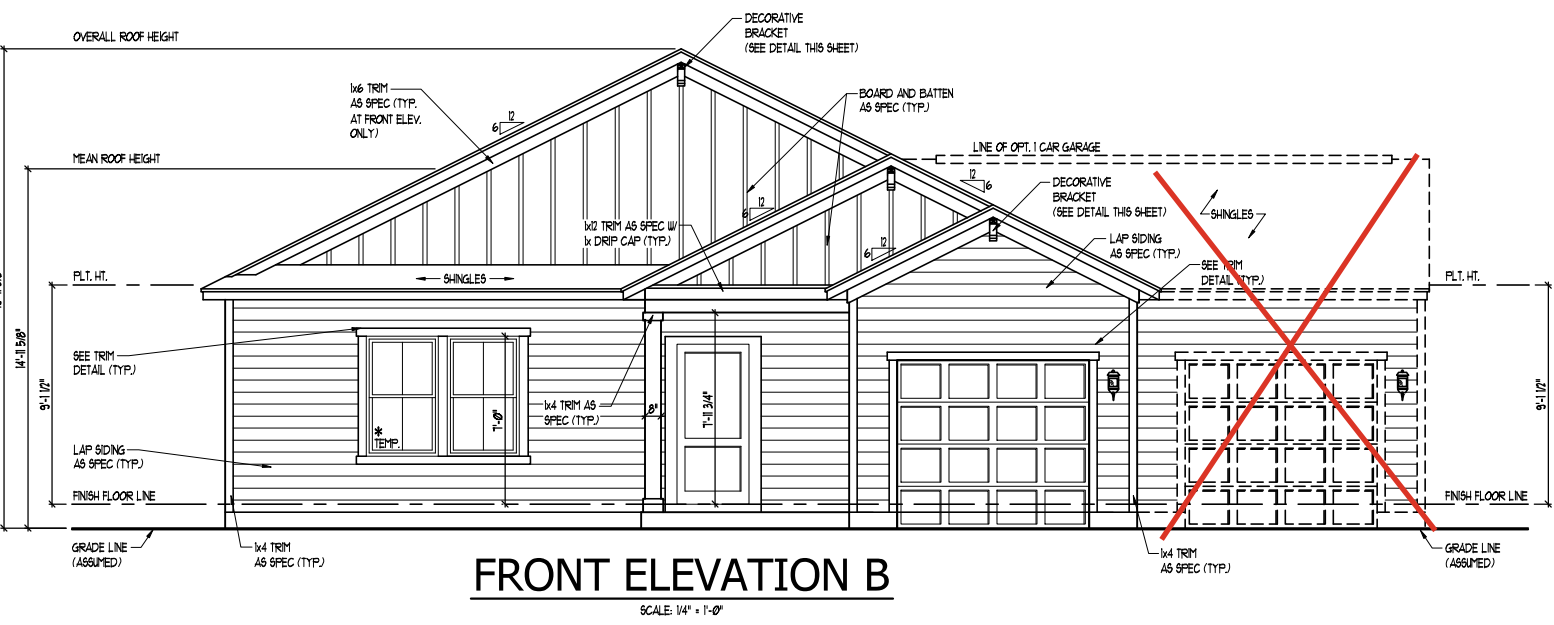 OVERALL ROOF HEIGHT
DECORATIVE
BRACKET
(SEE DETAIL THIS SHEET)
1x6 TRIM
AS SPEC (TYP.
AT FRONT ELEV.
ONLY)
12
6
BOARD AND BATTEN
AS SPEC (TYP.)
MEAN ROOF HEIGHT
LINE OF OPT. 1 CAR GARAGE
12
6
DECORATIVE
BRACKET
(SEE DETAIL THIS SHEET)
12
6
SHINGLES
1x12 TRIM AS SPEC W/
1x DRIP CAP (TYP.)
12
6
LAP SIDING
AS SPEC (TYP.)
SEE TRIM
DETAIL (TYP.)
PLT. HT.
SHINGLES
PLT. HT.
14'-11 5/8"
9'-1 1/2"
SEE TRIM
DETAIL (TYP.)
1x4 TRIM AS
SPEC (TYP.)
8"
7'-0"
7'-11 3/4"
9'-1 1/2"
*
TEMP.
LAP SIDING
AS SPEC (TYP.)
FINISH FLOOR LINE
FINISH FLOOR LINE
GRADE LINE
(ASSUMED)
1x4 TRIM
AS SPEC (TYP.)
1x4 TRIM
AS SPEC (TYP.)
GRADE LINE
(ASSUMED)
FRONT ELEVATION B
SCALE: 1/4" = 1'-0"